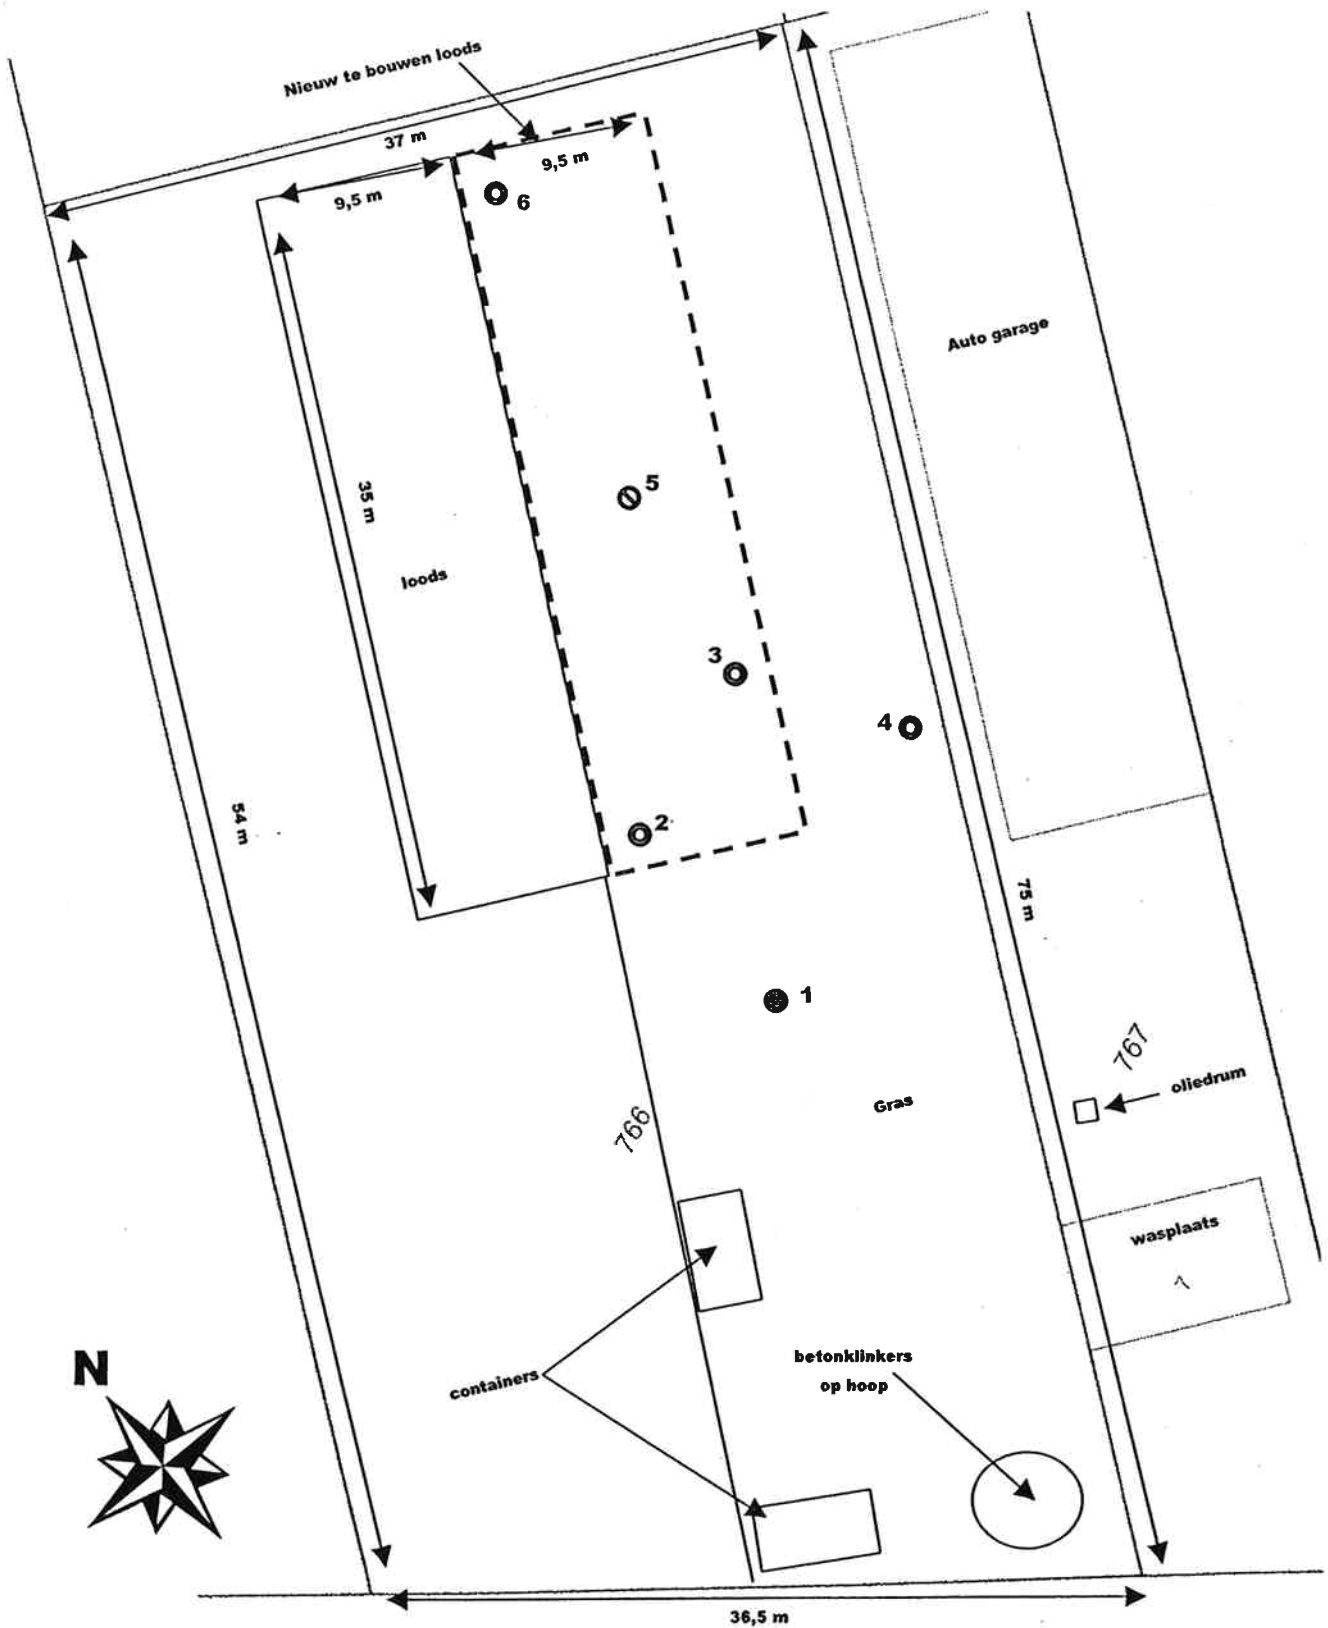 Nieuw te bouwen loods
37 m
9,5 m
9,5 m
6
Auto garage
35 m
5
loods
3
4
54 m
2
75 m
1
767
oliedrum
Gras
766
wasplaats
N
betonklinkers
op hoop
containers
36,5 m